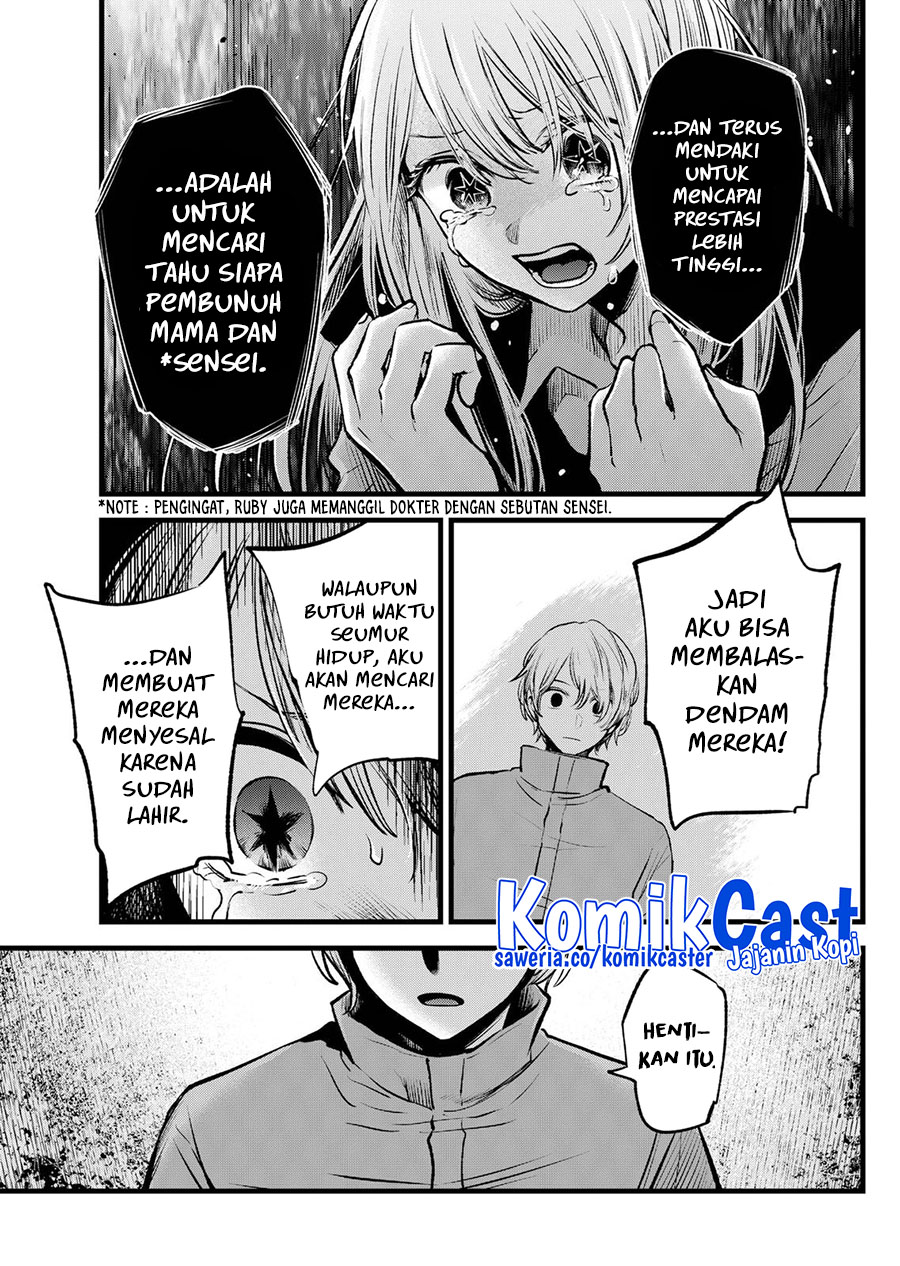 ...DAN TERUS
MENDAKI
UNTUK
MENCAPAI
PRESTASI
LEBIH
TINGGI...
...ADALAH
UNTUK
MENCARI
TAHU SIAPA
PEMBUNUH
MAMA DAN
*SENSEI.
*NOTE : PENGINGAT, RUBY JUGA MEMANGGIL DOKTER DENGAN SEBUTAN SENSEI.
JADI
AKU BISA
MEMBALAS-
KAN
DENDAM
MEREKA!
WALAUPUN
BUTUH WAKTU
SEUMUR
HIDUP, AKU
AKAN MENCARI
MEREKA...
...DAN
MEMBUAT
MEREKA
MENYESAL
KARENA
SUDAH
LAHIR.
KomikCast
saweria.co/komikcaster Jajanin Kopi
HENTI-
KAN ITU.